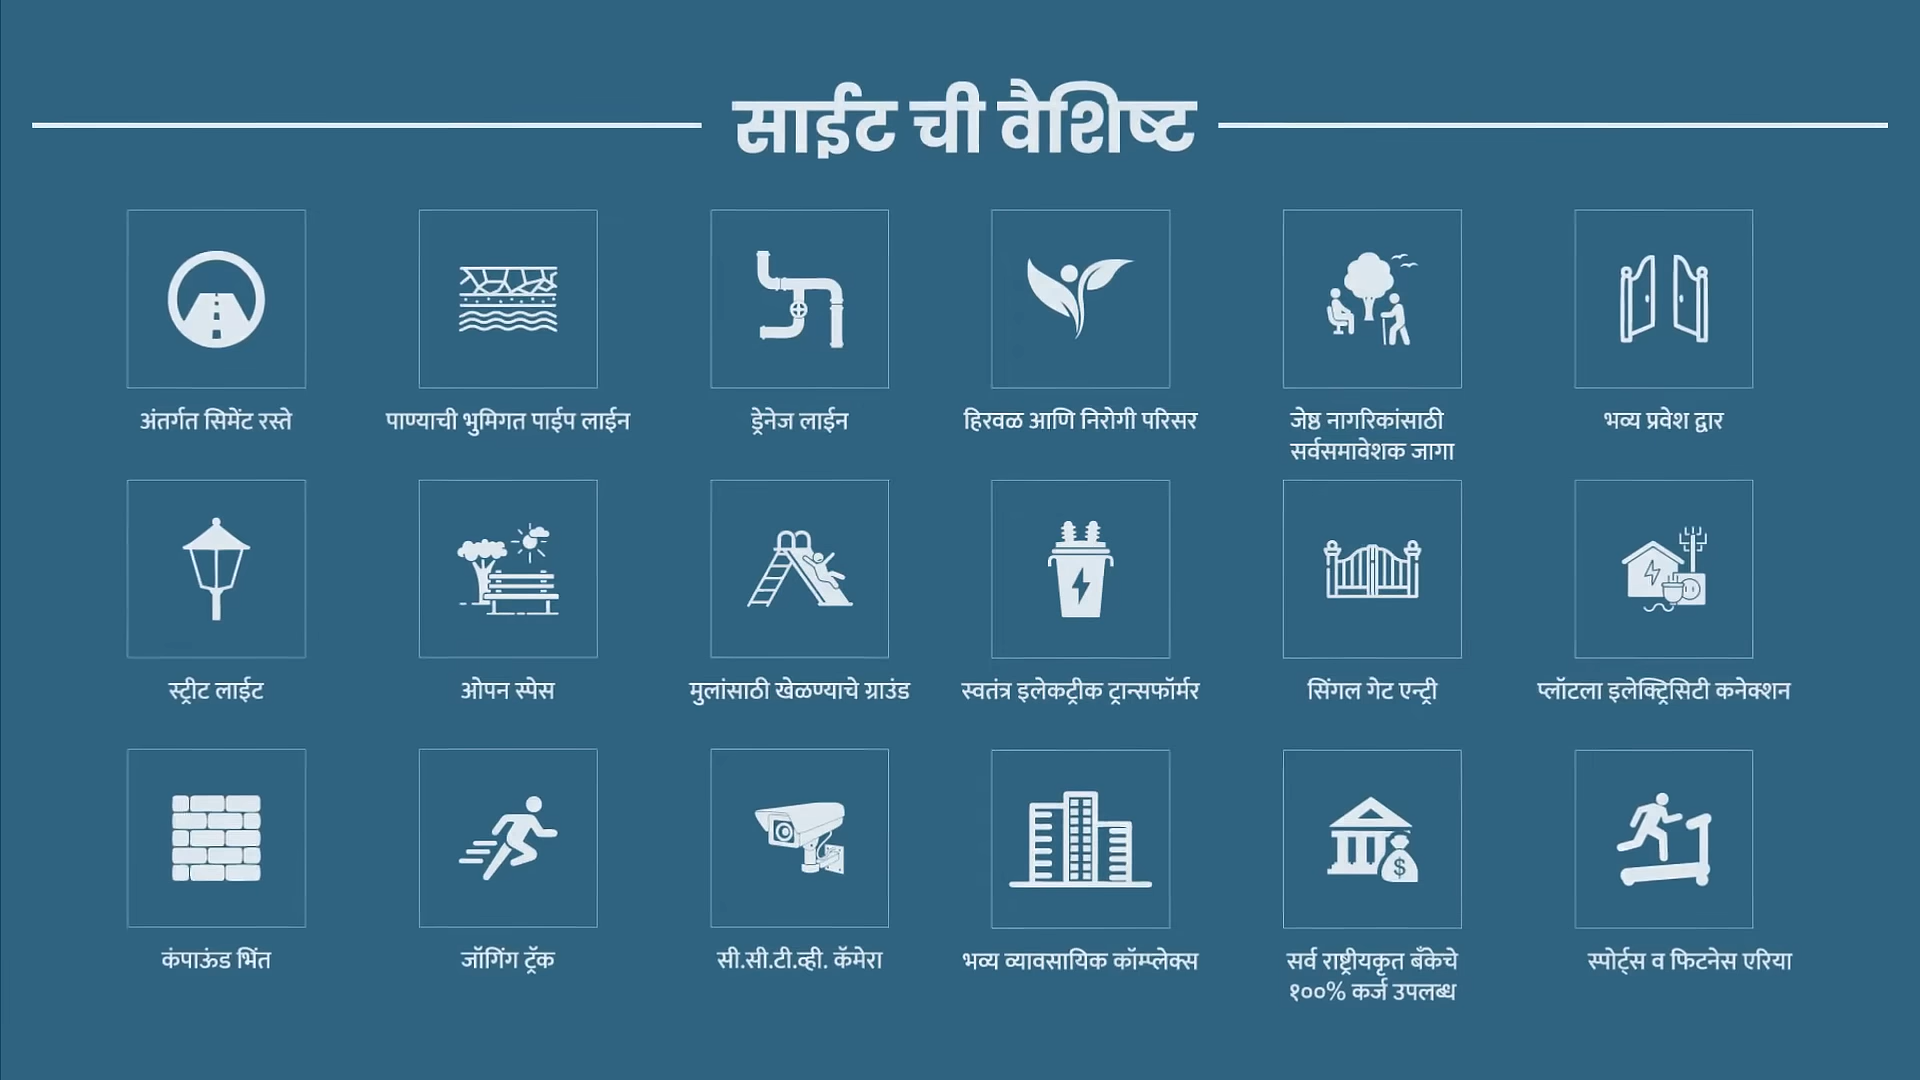 साईट ची वैशिष्ट
अंतर्गत सिमेंट रस्ते
पाण्याची भुमिगत पाईप लाईन
ड्रेनेज लाईन
हिरवळ आणि निरोगी परिसर
जेष्ठ नागरिकांसाठी
सर्वसमावेशक जागा
भव्य प्रवेश द्वार
स्ट्रीट लाईट
ओपन स्पेस
मुलांसाठी खेळण्याचे ग्राउंड
स्वतंत्र इलेकट्रीक ट्रान्सफॉर्मर
सिंगल गेट एन्ट्री
प्लॉटला इलेक्ट्रिसिटी कनेक्शन
कंपाऊंड भिंत
जॉगिंग ट्रॅक
सी.सी.टी.व्ही. कॅमेरा
भव्य व्यावसायिक कॉम्प्लेक्स
सर्व राष्ट्रीयकृत बँकेचे
१००% कर्ज उपलब्ध
स्पोर्ट्स व फिटनेस एरिया